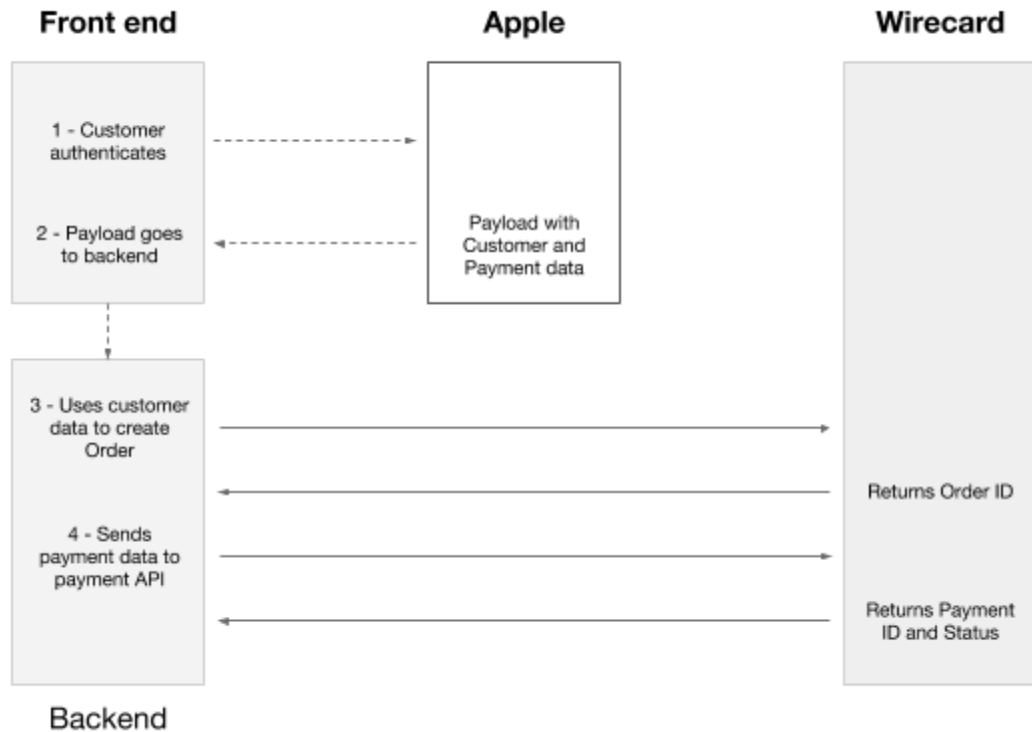 Front end
Apple
Wirecard
1 - Customer
authenticates
2 - Payload goes
to backend
Payload with
Customer and
Payment data
3 - Uses customer
data to create
Order
Returns Order ID
4 - Sends
payment data to
payment API
Returns Payment
ID and Status
Backend